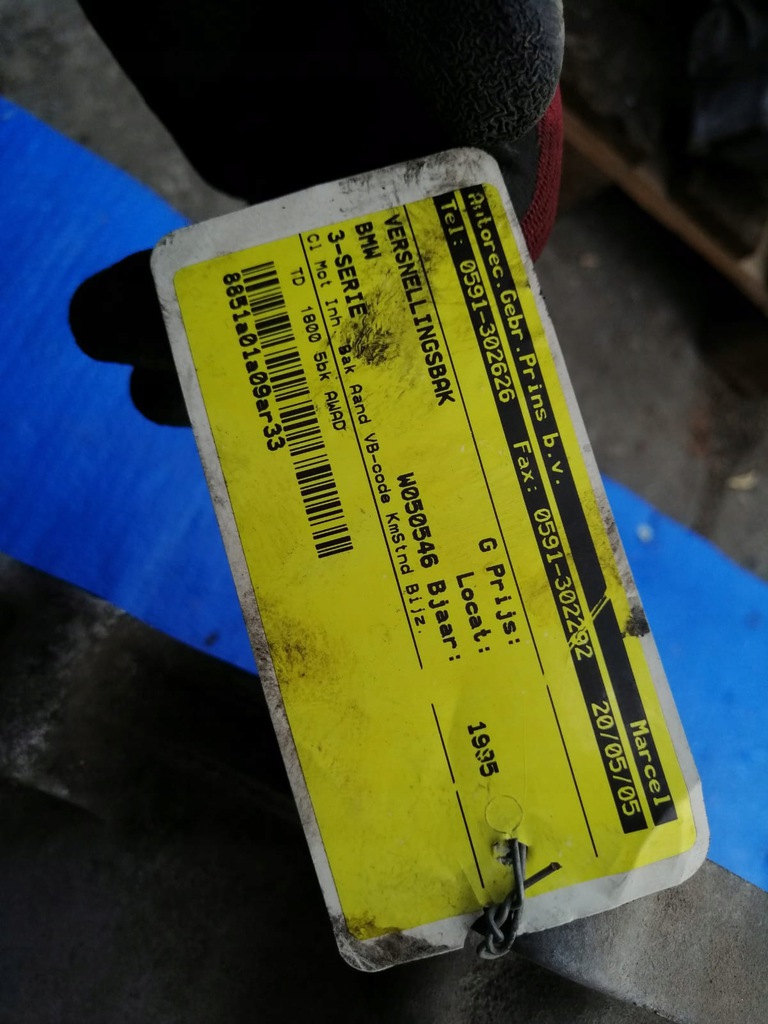 Autorec.Gebr.Prins b.v. Marcel
Tel: 0591-302626 Fax: 0591-302292 20/05/05
VERSNELLINGSBAK G Prijs:
BMW Locat:
3-SERIE W050546 Bjaar: 1995
Cl Mot Inh. Bak Aand VB-code KmStnd Bijz.
TD 1800 5bk AWAD
8851a01a09ar33